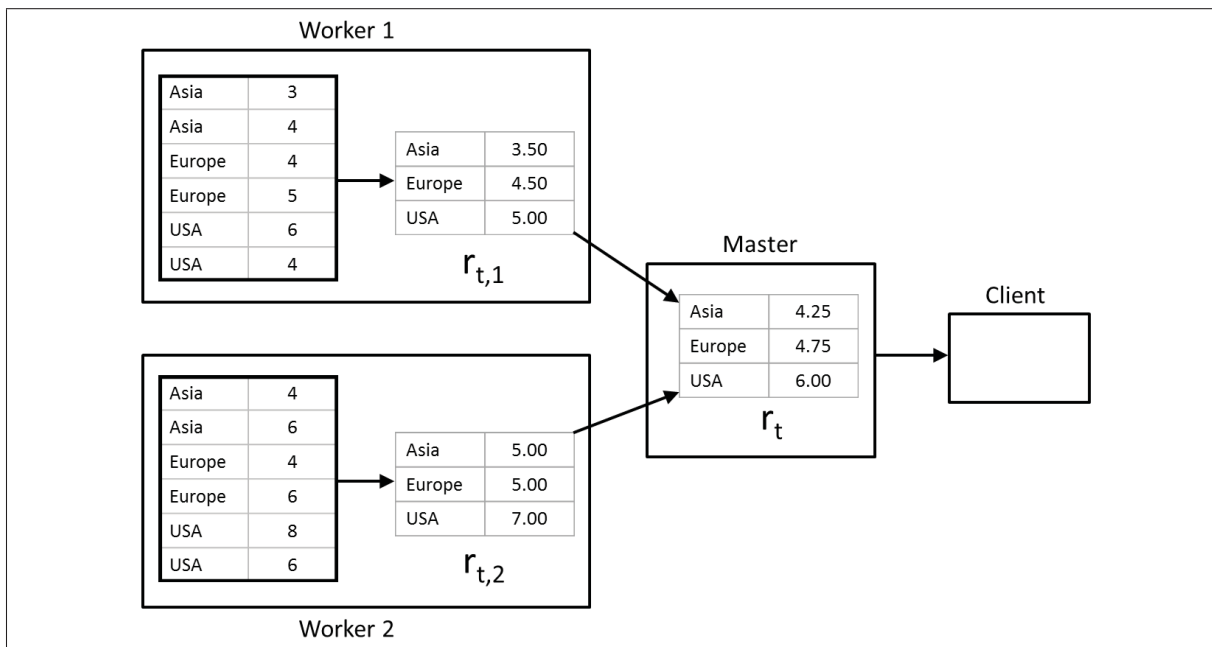 Worker 1
Asia 3
Asia 4
Europe 4
Europe 5
USA 6
USA 4
Asia 3.50
Europe 4.50
USA 5.00
rt,1
Master
Asia 4.25
Europe 4.75
USA 6.00
rt
Client
Asia 4
Asia 6
Europe 4
Europe 6
USA 8
USA 6
Asia 5.00
Europe 5.00
USA 7.00
rt,2
Worker 2